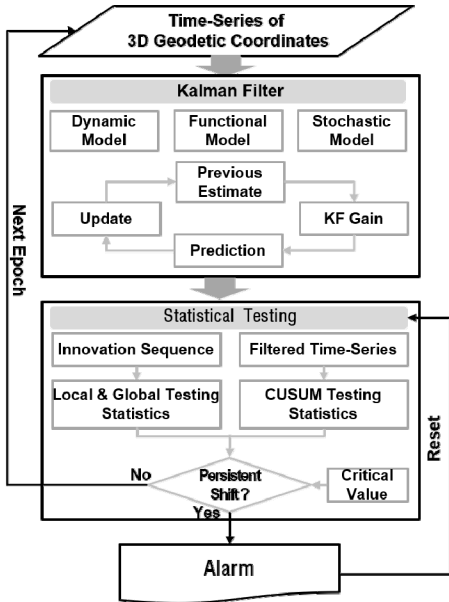 Time-Series of
3D Geodetic Coordinates
Kalman Filter
Dynamic
Model
Functional
Model
Stochastic
Model
Previous
Estimate
Update
KF Gain
Prediction
Next Epoch
Statistical Testing
Innovation Sequence
Filtered Time-Series
Local & Global Testing
Statistics
CUSUM Testing
Statistics
No
Persistent
Shift?
Critical
Value
Yes
Reset
Alarm